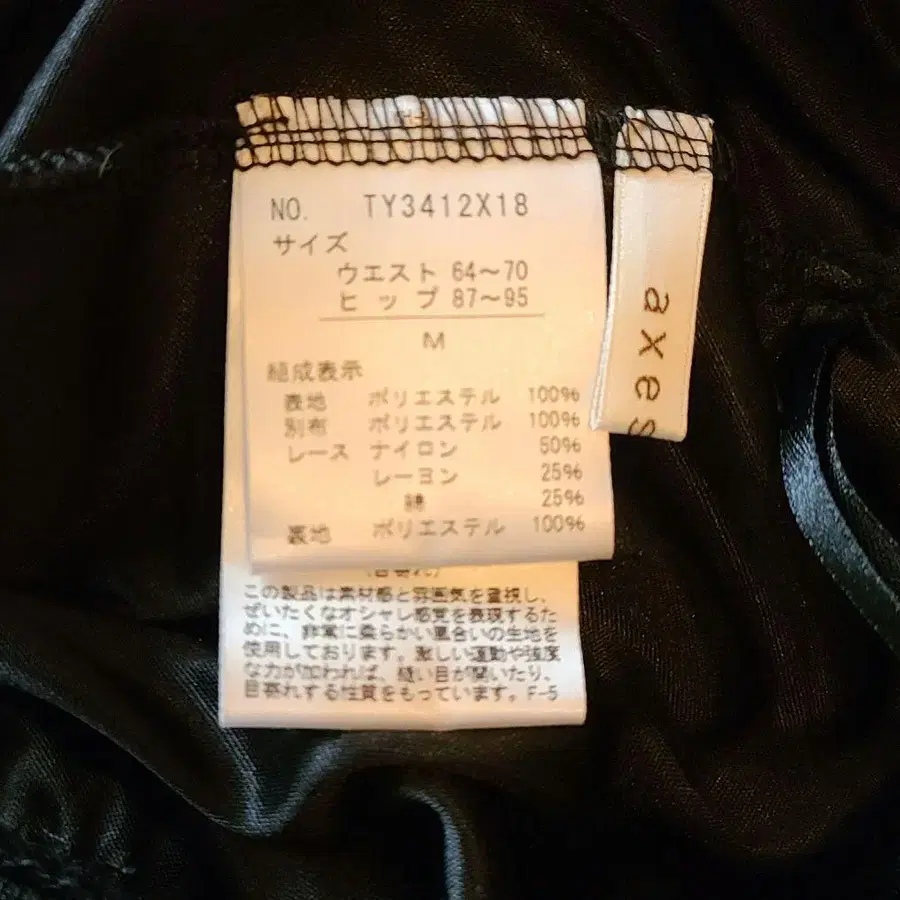 NO. TY3412X18
サイズ
ウエスト 64~70
ヒップ 87~95
M
組成表示
表地 ポリエステル 100%
別布 ポリエステル 100%
レース ナイロン 50%
レーヨン 25%
綿 25%
裏地 ポリエステル 100%
この製品は素材感と雰囲気を重視し、
ぜいたくなオシャレ感覚を表現するた
めに、非常に柔らかい風合いの生地を
使用しております。激しい運動や強度
な力が加われば、縫い目が開いたり、
目寄れする性質をもっています。F-5
axes